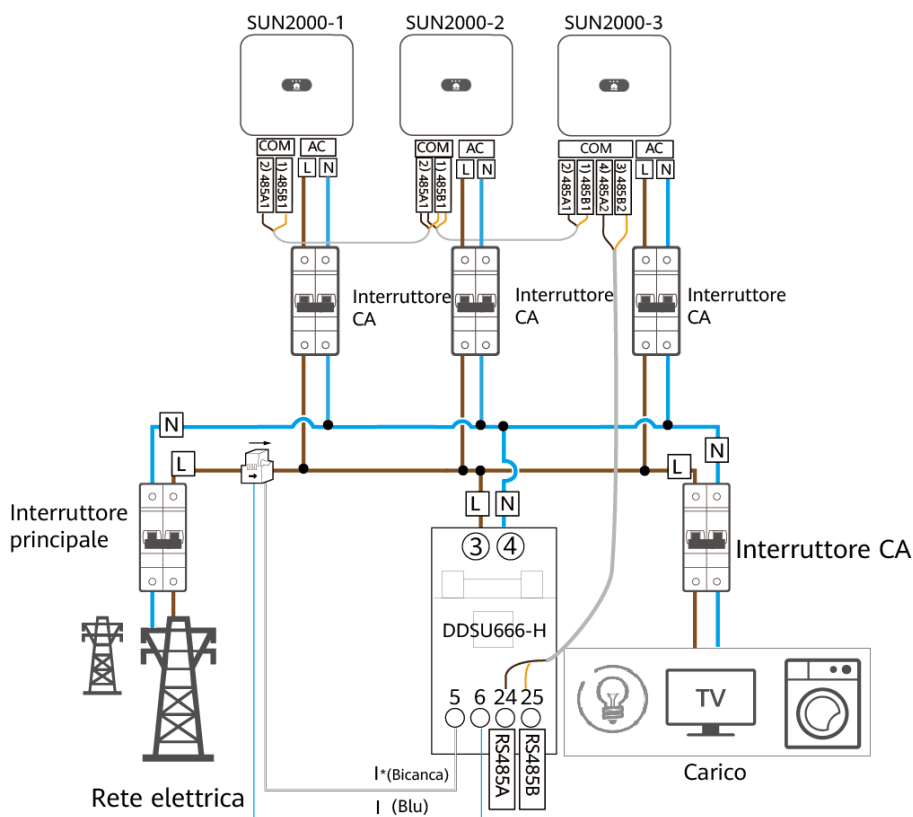 SUN2000-1
SUN2000-2
SUN2000-3
COM
AC
COM
AC
COM
AC
2) 485A1
1) 485B1
L
N
2) 485A1
1) 485B1
L
N
2) 485A1
1) 485B1
4) 485A2
3) 485B2
L
N
Interruttore
CA
Interruttore
CA
Interruttore
CA
N
L
L
N
Interruttore
principale
L
N
3
4
Interruttore CA
DDSU666-H
5
6
24
25
RS485A
RS485B
TV
I*(Bicanca)
I (Blu)
Rete elettrica
Carico